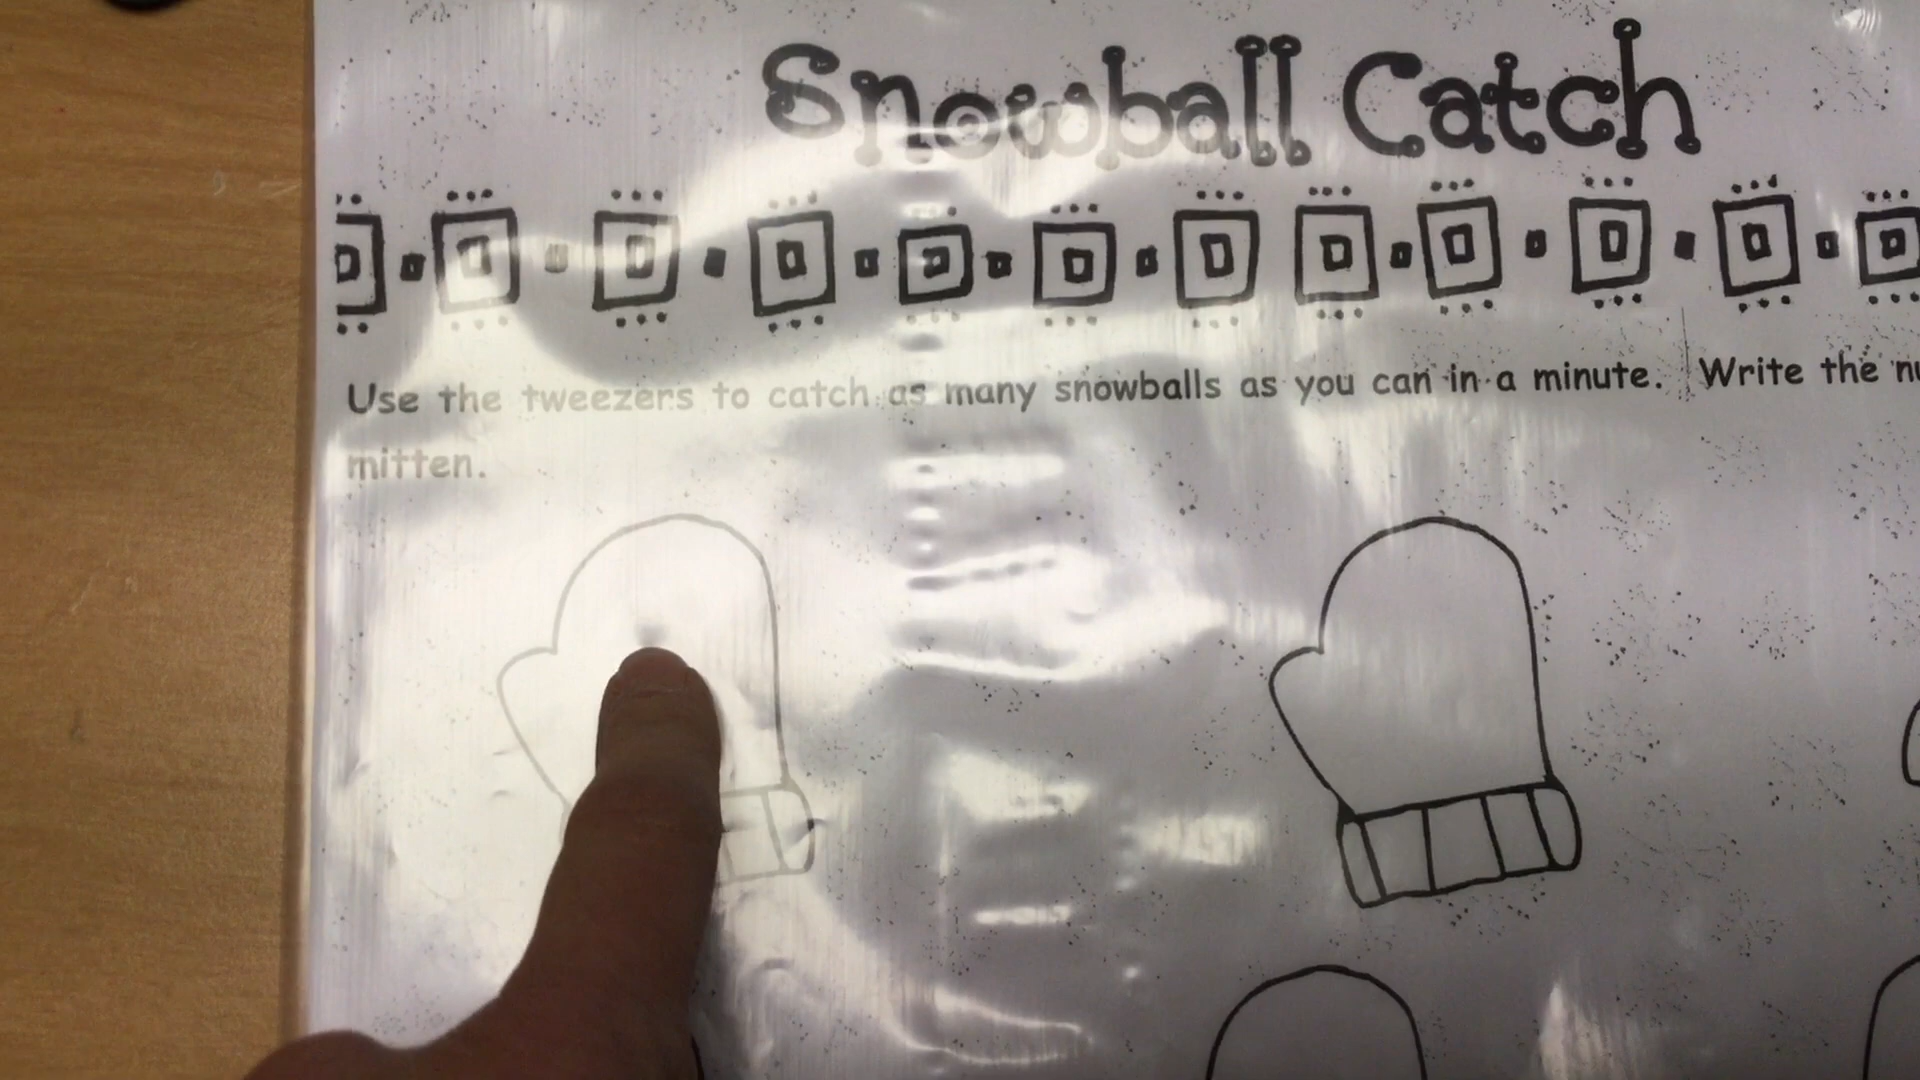 Snowball Catch
Use the tweezers to catch as many snowballs as you can in a minute. Write the
mitten.